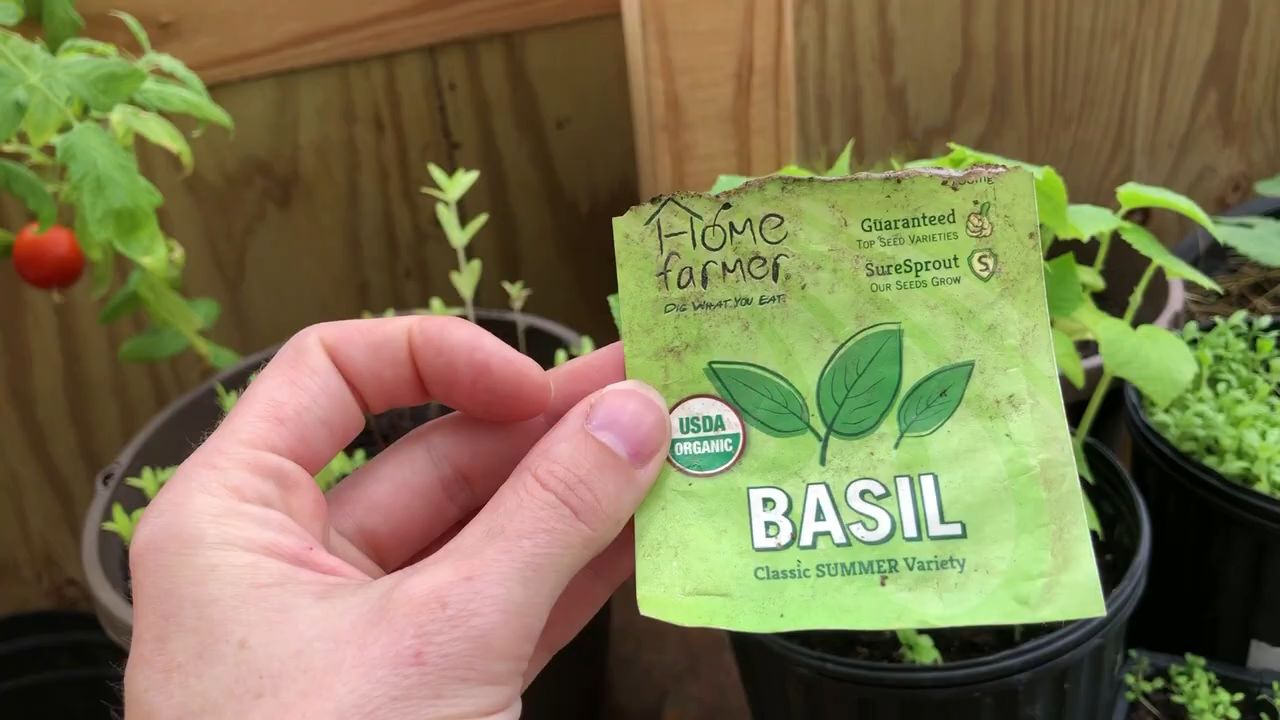 Home
farmer
DIG WHAT YOU EAT
Guaranteed
TOP SEED VARIETIES
SureSprout
OUR SEEDS GROW
S
USDA
ORGANIC
BASIL
Classic SUMMER Variety